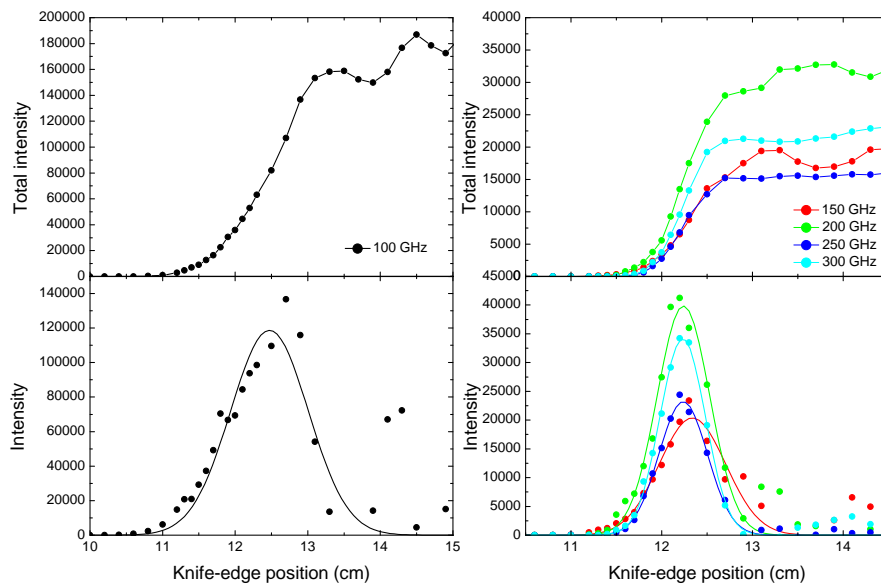 200000
180000
160000
140000
120000
100000
80000
60000
40000
20000
0
Total intensity
100 GHz
40000
35000
30000
25000
20000
15000
10000
5000
0
Total intensity
150 GHz
200 GHz
250 GHz
300 GHz
140000
120000
100000
80000
60000
40000
20000
0
Intensity
10 11 12 13 14 15
Knife-edge position (cm)
45000
40000
35000
30000
25000
20000
15000
10000
5000
0
Intensity
11 12 13 14
Knife-edge position (cm)